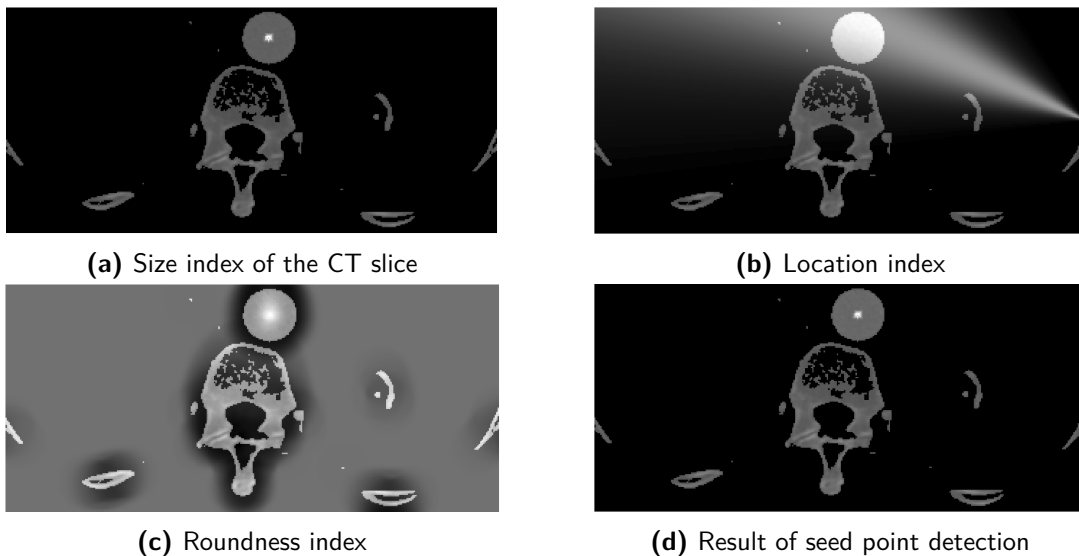 (a) Size index of the CT slice
(b) Location index
(c) Roundness index
(d) Result of seed point detection